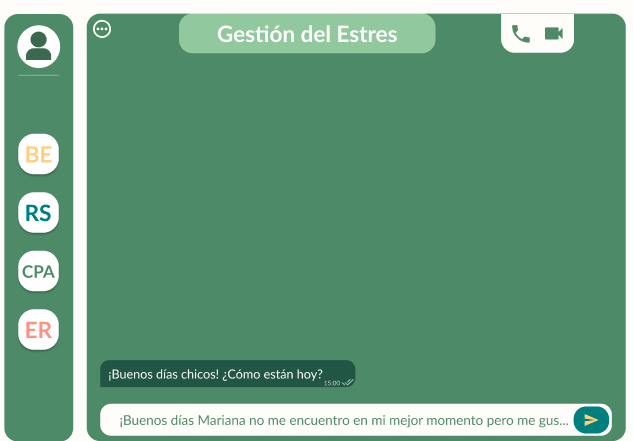 Gestión del Estres
BE
RS
CPA
ER
¡Buenos días chicos! ¿Cómo están hoy?
15:00
¡Buenos días Mariana no me encuentro en mi mejor momento pero me gus...